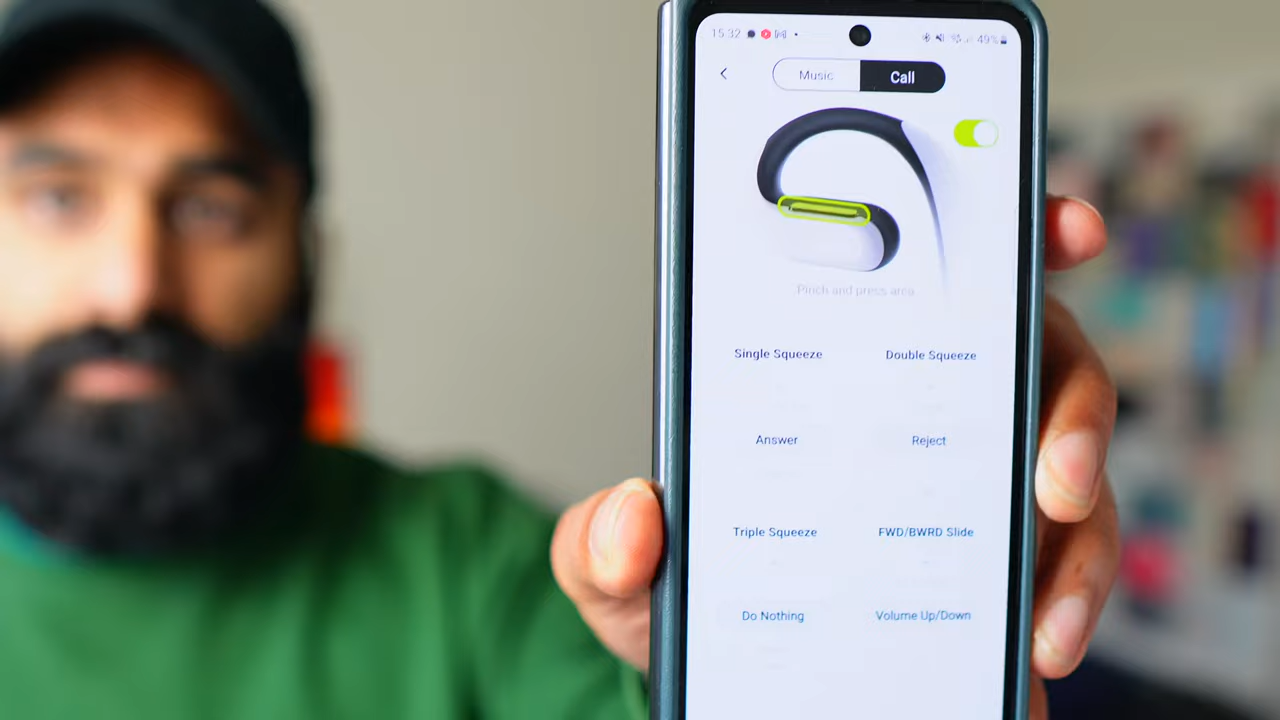 15.32 49%
Music Call
Pinch and press area
Single Squeeze Double Squeeze
Answer Reject
Triple Squeeze FWD/BWRD Slide
Do Nothing Volume Up/Down